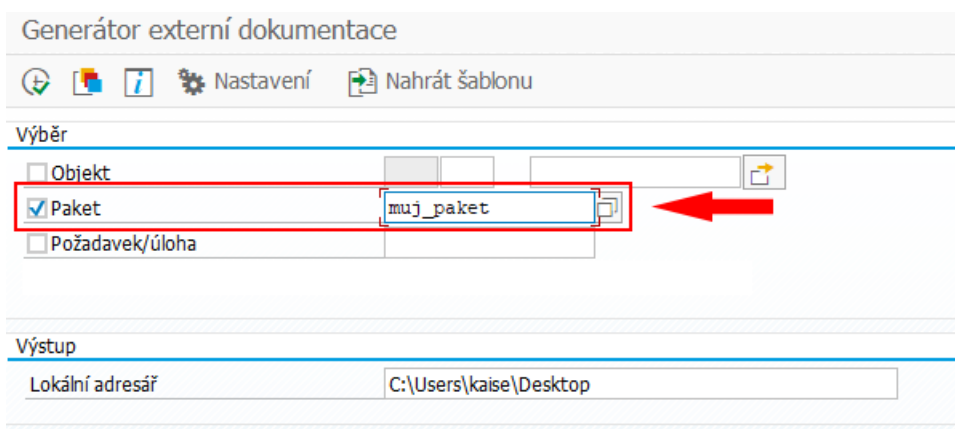 Generátor externí dokumentace
Nastavení Nahrát šablonu
Výběr
Objekt
Paket muj_paket
Požadavek/úloha
Výstup
Lokální adresář C:\Users\kaise\Desktop